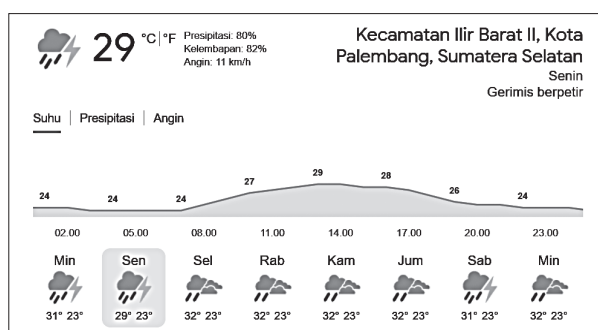 29 °C|°F
Presipitasi: 80%
Kelembapan: 82%
Angin: 11 km/h
Kecamatan Ilir Barat II, Kota
Palembang, Sumatera Selatan
Senin
Gerimis berpetir
Suhu | Presipitasi | Angin
24 24 24 27 29 28 26 24
02.00 05.00 08.00 11.00 14.00 17.00 20.00 23.00
Min Sen Sel Rab Kam Jum Sab Min
31° 23° 29° 23° 32° 23° 32° 23° 32° 23° 32° 23° 31° 23° 32° 23°